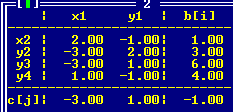 [■] 2
x1 y1 b[i]
x2 2.00 -1.00 1.00
y2 -3.00 2.00 3.00
y3 -3.00 1.00 6.00
y4 1.00 -1.00 4.00
c[j] -3.00 1.00 -1.00